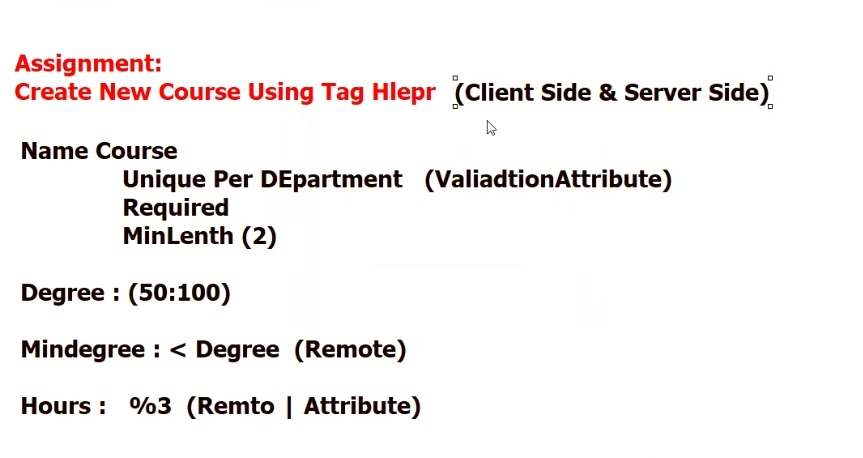 Assignment:
Create New Course Using Tag Hlepr (Client Side & Server Side)
Name Course
Unique Per DEpartment (ValiadtionAttribute)
Required
MinLenth (2)
Degree : (50:100)
Mindegree : < Degree (Remote)
Hours : %3 (Remto | Attribute)